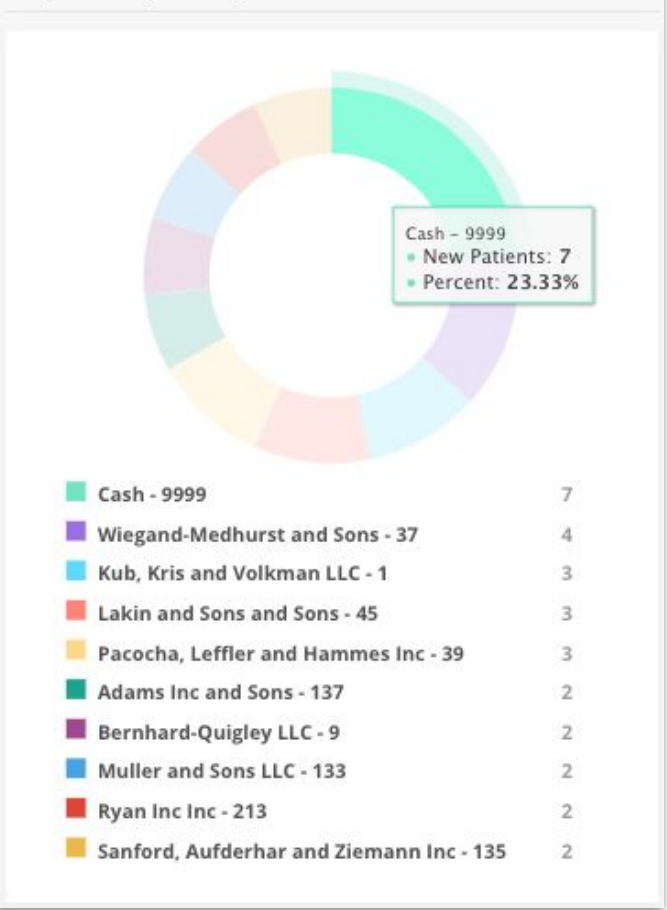 Cash – 9999
• New Patients: 7
• Percent: 23.33%
Cash - 9999 7
Wiegand-Medhurst and Sons - 37 4
Kub, Kris and Volkman LLC - 1 3
Lakin and Sons and Sons - 45 3
Pacocha, Leffler and Hammes Inc - 39 3
Adams Inc and Sons - 137 2
Bernhard-Quigley LLC - 9 2
Muller and Sons LLC - 133 2
Ryan Inc Inc - 213 2
Sanford, Aufderhar and Ziemann Inc - 135 2